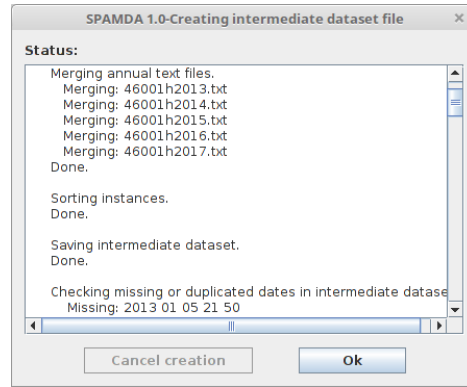 SPAMDA 1.0-Creating intermediate dataset file
Status:
Merging annual text files.
Merging: 46001h2013.txt
Merging: 46001h2014.txt
Merging: 46001h2015.txt
Merging: 46001h2016.txt
Merging: 46001h2017.txt
Done.
Sorting instances.
Done.
Saving intermediate dataset.
Done.
Checking missing or duplicated dates in intermediate datase
Missing: 2013 01 05 21 50
Cancel creation
Ok